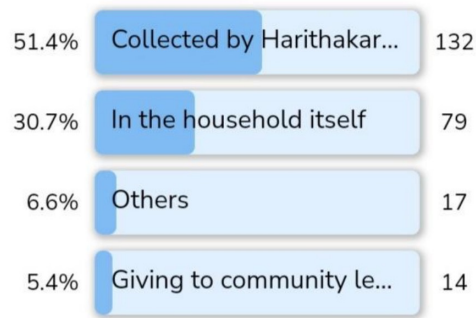 51.4% Collected by Harithakar... 132
30.7% In the household itself 79
6.6% Others 17
5.4% Giving to community le... 14